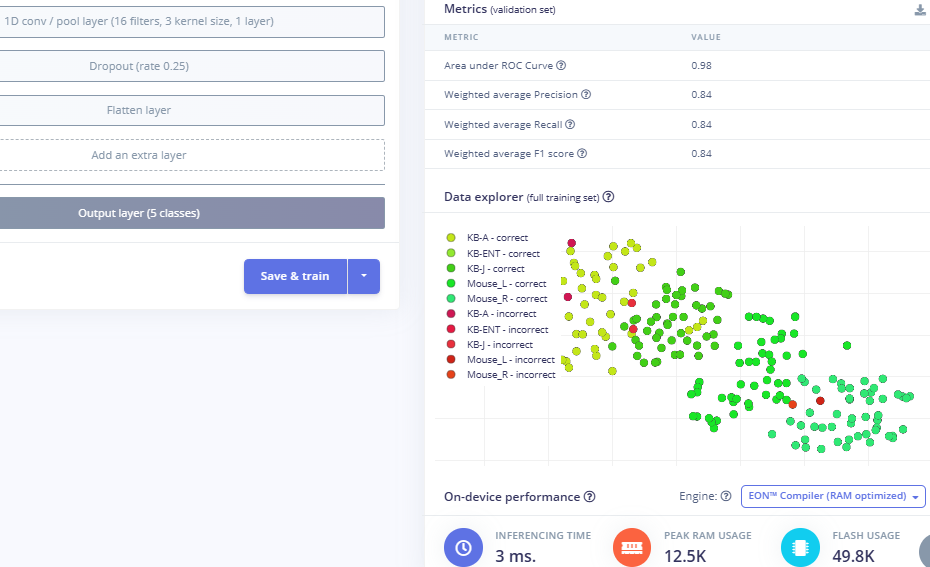 1D conv / pool layer (16 filters, 3 kernel size, 1 layer)
Dropout (rate 0.25)
Flatten layer
Add an extra layer
Output layer (5 classes)
Save & train
Metrics (validation set)
METRIC VALUE
Area under ROC Curve 0.98
Weighted average Precision 0.84
Weighted average Recall 0.84
Weighted average F1 score 0.84
Data explorer (full training set)
KB-A - correct
KB-ENT - correct
KB-J - correct
Mouse_L - correct
Mouse_R - correct
KB-A - incorrect
KB-ENT - incorrect
KB-J - incorrect
Mouse_L - incorrect
Mouse_R - incorrect
On-device performance Engine: EON™ Compiler (RAM optimized)
INFERENCING TIME PEAK RAM USAGE FLASH USAGE
3 ms. 12.5K 49.8K